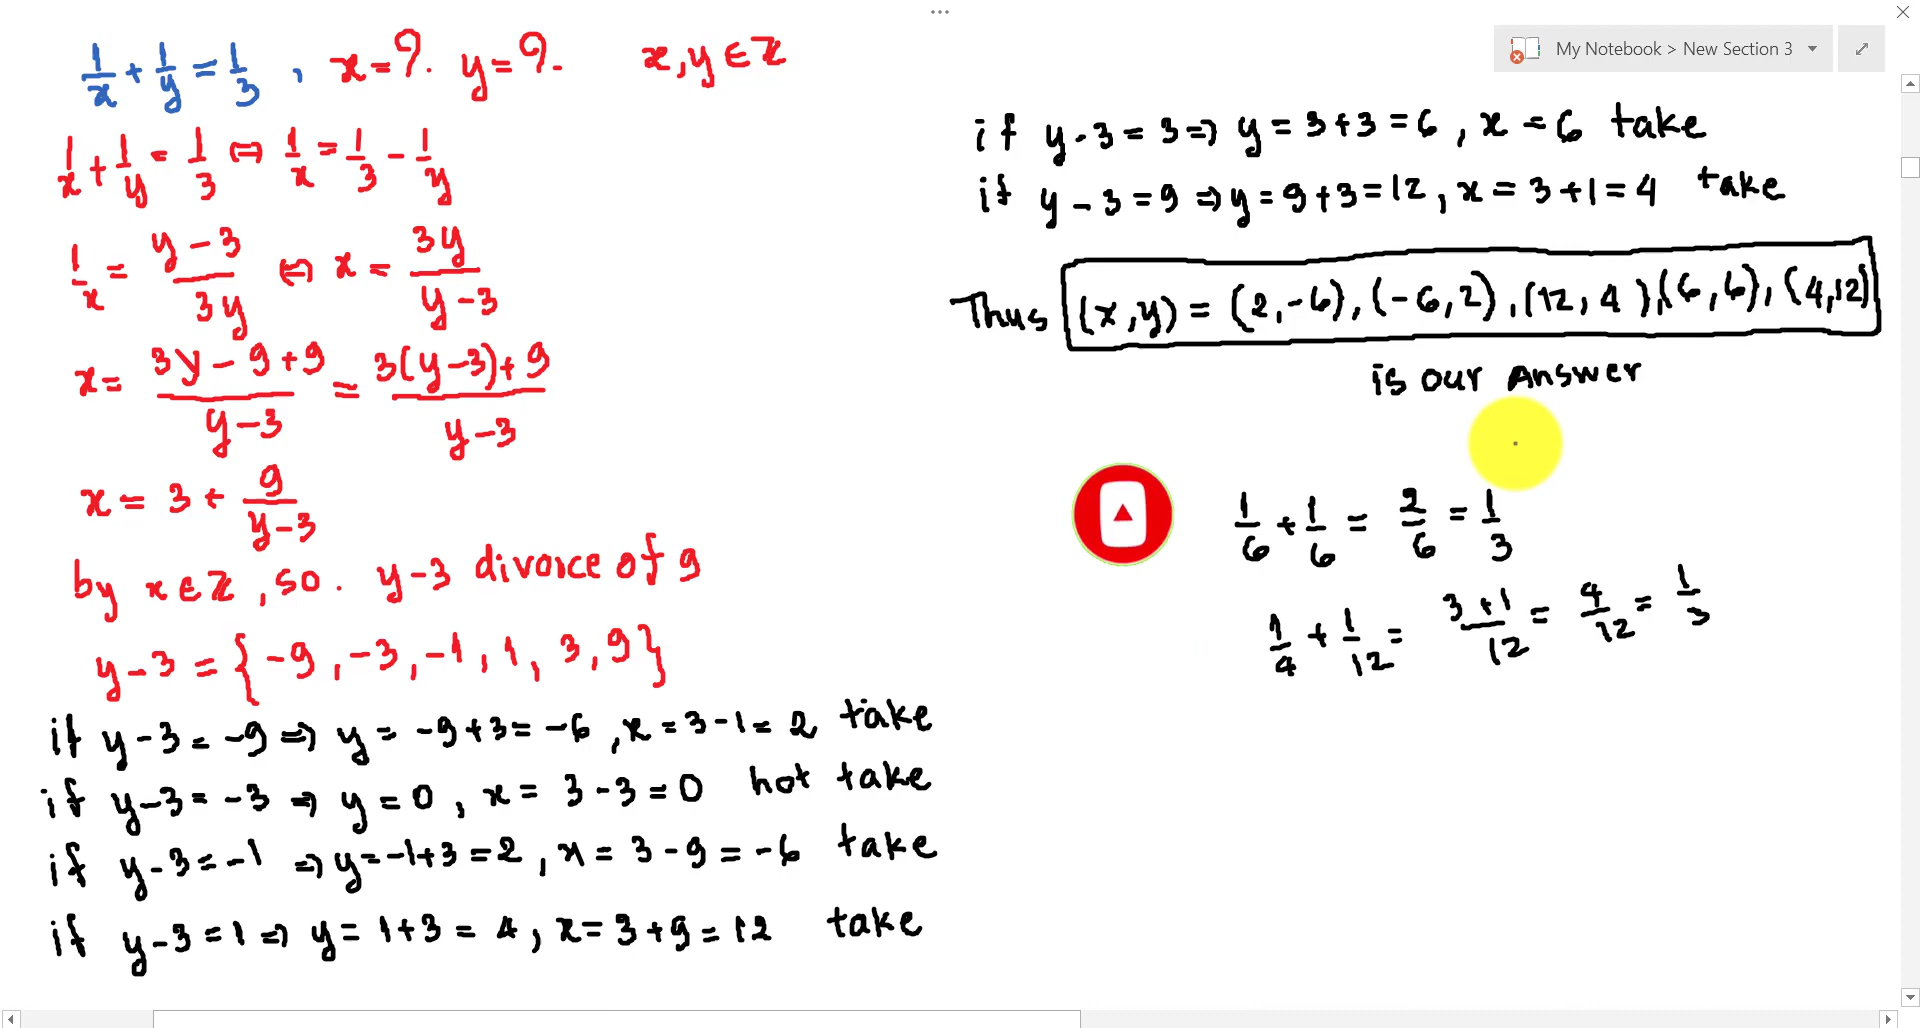 1/x + 1/y = 1/3 , x=?. y=?. x,y∈ℤ
1/x + 1/y = 1/3 ⇔ 1/x = 1/3 − 1/y
1/x = (y−3)/(3y) ⇔ x = 3y/(y−3)
x = (3y−9+9)/(y−3) = (3(y−3)+9)/(y−3)
x = 3 + 9/(y−3)
by x∈ℤ, so. y−3 divorce of 9
y−3 = {−9, −3, −1, 1, 3, 9}
if y−3=−9 ⇒ y = −9+3 = −6, x = 3−1 = 2 take
if y−3=−3 ⇒ y = 0, x = 3−3 = 0 not take
if y−3=−1 ⇒ y=−1+3=2, x = 3−9 = −6 take
if y−3=1 ⇒ y = 1+3 = 4, x = 3+9 = 12 take
My Notebook > New Section 3
if y−3=3 ⇒ y = 3+3 = 6, x = 6 take
if y−3=9 ⇒ y = 9+3 = 12, x = 3+1 = 4 take
Thus (x,y) = (2,−6), (−6,2), (12,4), (6,6), (4,12)
is our Answer
1/6 + 1/6 = 2/6 = 1/3
1/4 + 1/12 = (3+1)/12 = 4/12 = 1/3